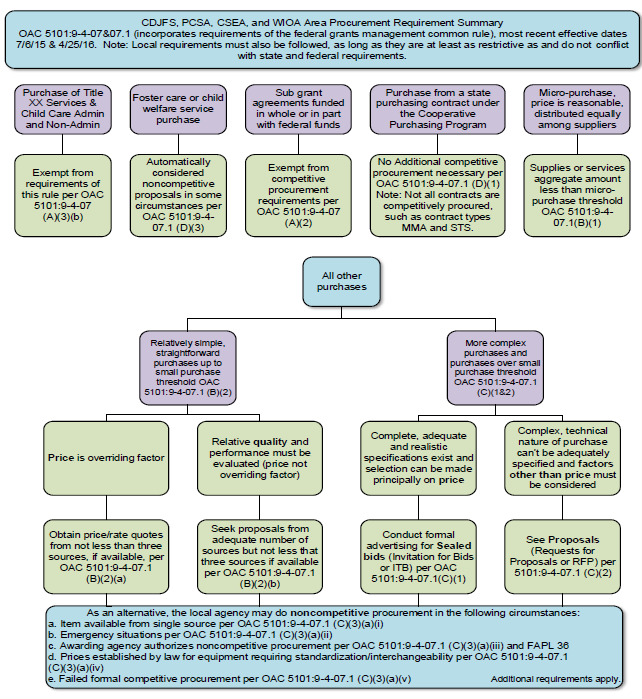 CDJFS, PCSA, CSEA, and WIOA Area Procurement Requirement Summary
OAC 5101:9-4-07&07.1 (incorporates requirements of the federal grants management common rule), most recent effective dates
7/6/15 & 4/25/16.  Note: Local requirements must also be followed, as long as they are at least as restrictive as and do not conflict
with state and federal requirements.
Purchase of Title
XX Services &
Child Care Admin
and Non-Admin
Foster care or child
welfare service
purchase
Sub grant
agreements funded
in whole or in part
with federal funds
Purchase from a state
purchasing contract under
the Cooperative
Purchasing Program
Micro-purchase,
price is reasonable,
distributed equally
among suppliers
Exempt from
requirements of
this rule per OAC
5101:9-4-07
(A)(3)(b)
Automatically
considered
noncompetitive
proposals in some
circumstances per
OAC 5101:9-4-
07.1 (D)(3)
Exempt from
competitive
procurement
requirements per
OAC 5101:9-4-07
(A)(2)
No Additional competitive
procurement necessary per
OAC 5101:9-4-07.1 (D)(1)
Note: Not all contracts are
competitively procured,
such as contract types
MMA and STS.
Supplies or services
aggregate amount
less than micro-
purchase threshold
OAC 5101:9-4-
07.1(B)(1)
All other
purchases
Relatively simple,
straightforward
purchases up to
small purchase
threshold OAC
5101:9-4-07.1 (B)(2)
More complex
purchases and
purchases over small
purchase threshold
OAC 5101:9-4-07.1
(C)(1&2)
Price is overriding factor
Relative quality and
performance must be
evaluated (price not
overriding factor)
Complete, adequate
and realistic
specifications exist and
selection can be made
principally on price
Complex, technical
nature of purchase
can't be adequately
specified and factors
other than price must
be considered
Obtain price/rate quotes
from not less than three
sources, if available, per
OAC 5101:9-4-07.1
(B)(2)(a)
Seek proposals from
adequate number of
sources but not less that
three sources if available
per OAC 5101:9-4-07.1
(B)(2)(b)
Conduct formal
advertising for Sealed
bids (Invitation for Bids
or ITB) per OAC
5101:9-4-07.1(C)(1)
See Proposals
(Requests for
Proposals or RFP) per
5101:9-4-07.1 (C)(2)
As an alternative, the local agency may do noncompetitive procurement in the following circumstances:
a. Item available from single source per OAC 5101:9-4-07.1 (C)(3)(a)(i)
b. Emergency situations per OAC 5101:9-4-07.1 (C)(3)(a)(ii)
c. Awarding agency authorizes noncompetitive procurement per OAC 5101:9-4-07.1 (C)(3)(a)(iii) and FAPL 36
d. Prices established by law for equipment requiring standardization/interchangeability per OAC 5101:9-4-07.1
(C)(3)(a)(iv)
e. Failed formal competitive procurement per OAC 5101:9-4-07.1 (C)(3)(a)(v) Additional requirements apply.